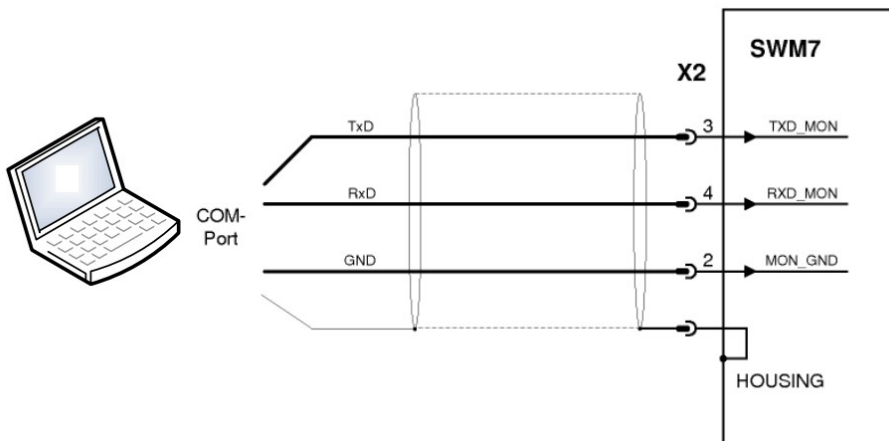 SWM7
X2
TxD 3 TXD_MON
RxD 4 RXD_MON
COM-
Port
GND 2 MON_GND
HOUSING